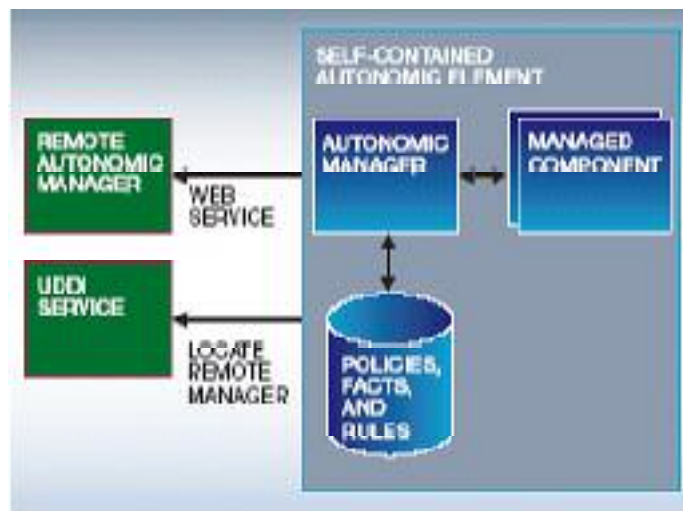 SELF-CONTAINED
AUTONOMIC ELEMENT
REMOTE
AUTONOMIC
MANAGER
AUTONOMIC
MANAGER
MANAGED
COMPONENT
WEB
SERVICE
UDDI
SERVICE
LOCATE
REMOTE
MANAGER
POLICIES,
FACTS,
AND
RULES